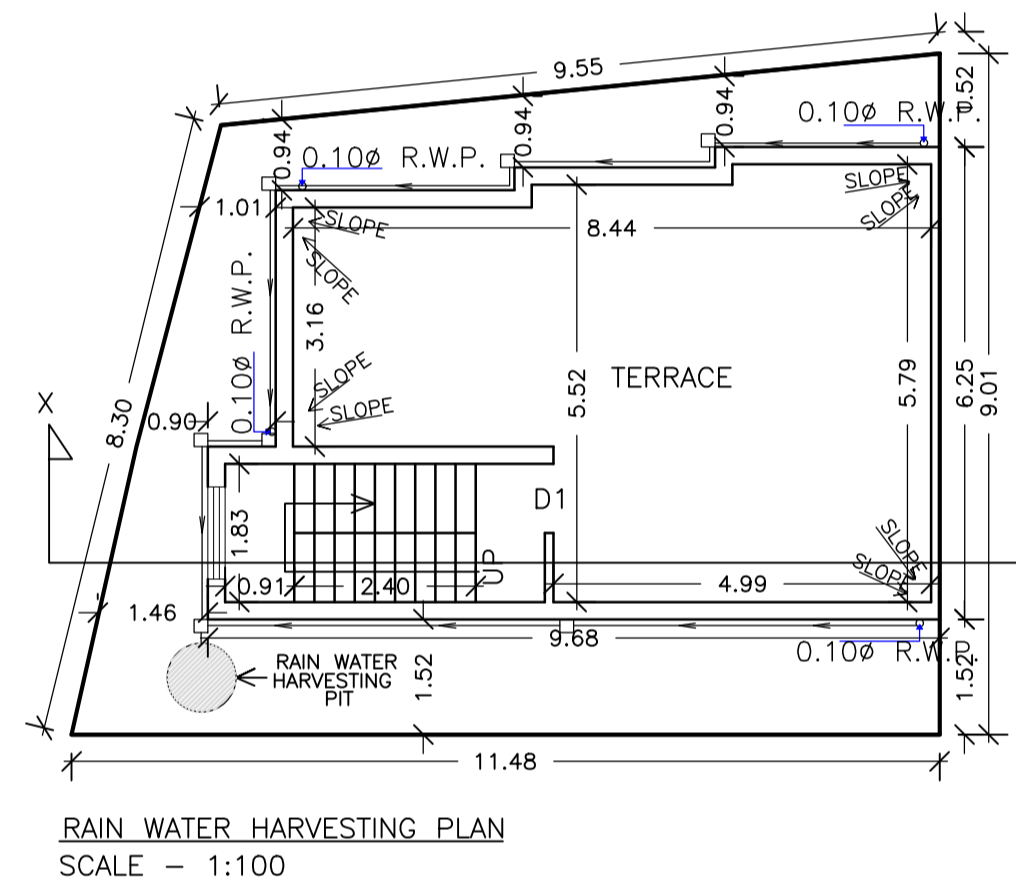 9.55
0.52
0.94
0.94
0.94
0.10ø R.W.P.
0.10ø R.W.P.
SLOPE
SLOPE
1.01
SLOPE
SLOPE
8.44
0.10ø R.W.P.
3.16
SLOPE
SLOPE
TERRACE
5.52
5.79
6.25
9.01
X
8.30
0.90
D1
1.83
UP
SLOPE
SLOPE
0.91
2.40
4.99
1.46
9.68
0.10ø R.W.P.
RAIN WATER
HARVESTING
PIT
1.52
1.52
11.48
RAIN WATER HARVESTING PLAN
SCALE - 1:100